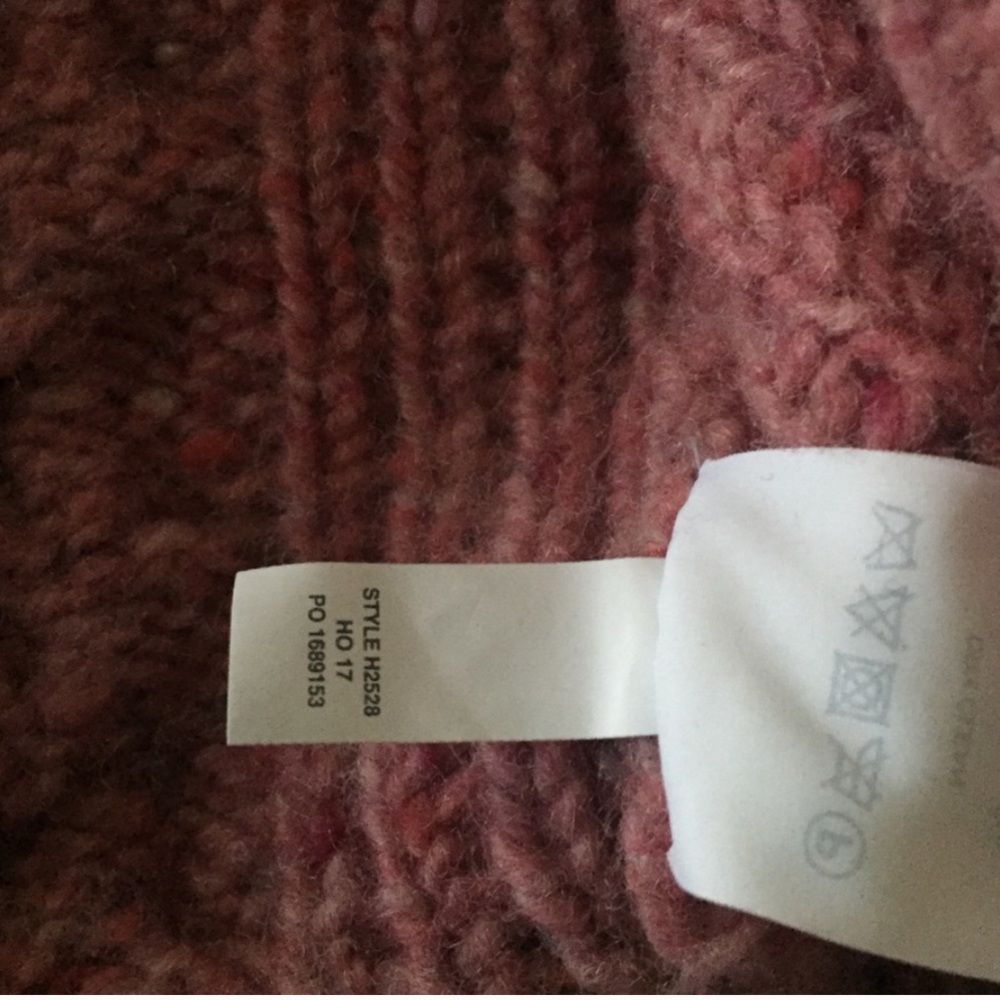 STYLE H2528
HO 17
PO 1689153
P